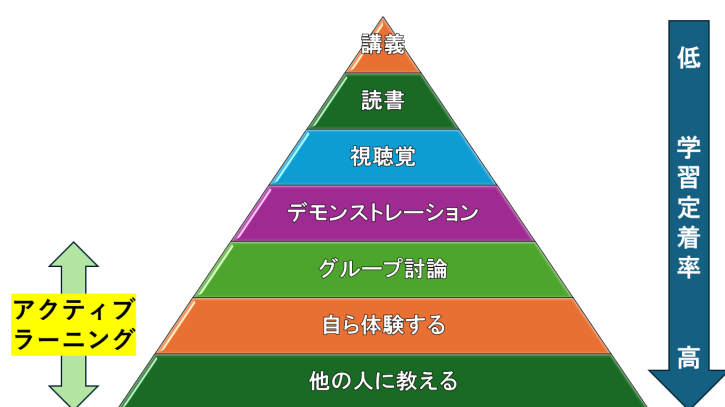 講義
読書
視聴覚
デモンストレーション
グループ討論
自ら体験する
他の人に教える
アクティブ
ラーニング
低
学習定着率
高